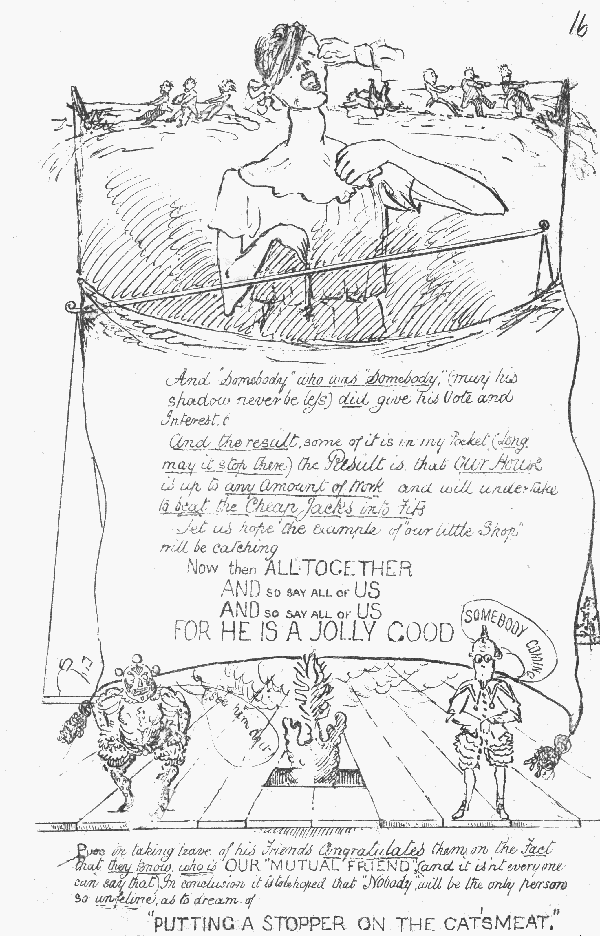 16
And "Somebody" who was "Somebody," (may his
shadow never be less) did give his Vote and
Interest,
And the result, some of it is in my Pocket (long
may it stop there) the Result is, that Our House
is up to any Amount of Work and will undertake
to beat the "Cheap Jacks into Fits
Let us hope the example of "our little Shop"
will be catching
Now then ALL TOGETHER
AND SO SAY ALL OF US
AND SO SAY ALL OF US
FOR HE IS A JOLLY GOOD
SOMEBODY COMING
Puss in taking leave of his Friends Congratulates them on the Fact
that they know, who is "OUR "MUTUAL FRIEND" (and it isn't every one
can say that) In conclusion it is to be hoped that "Nobody" will be the only person
so unfeline, as to dream of
"PUTTING A STOPPER ON THE CAT'SMEAT."